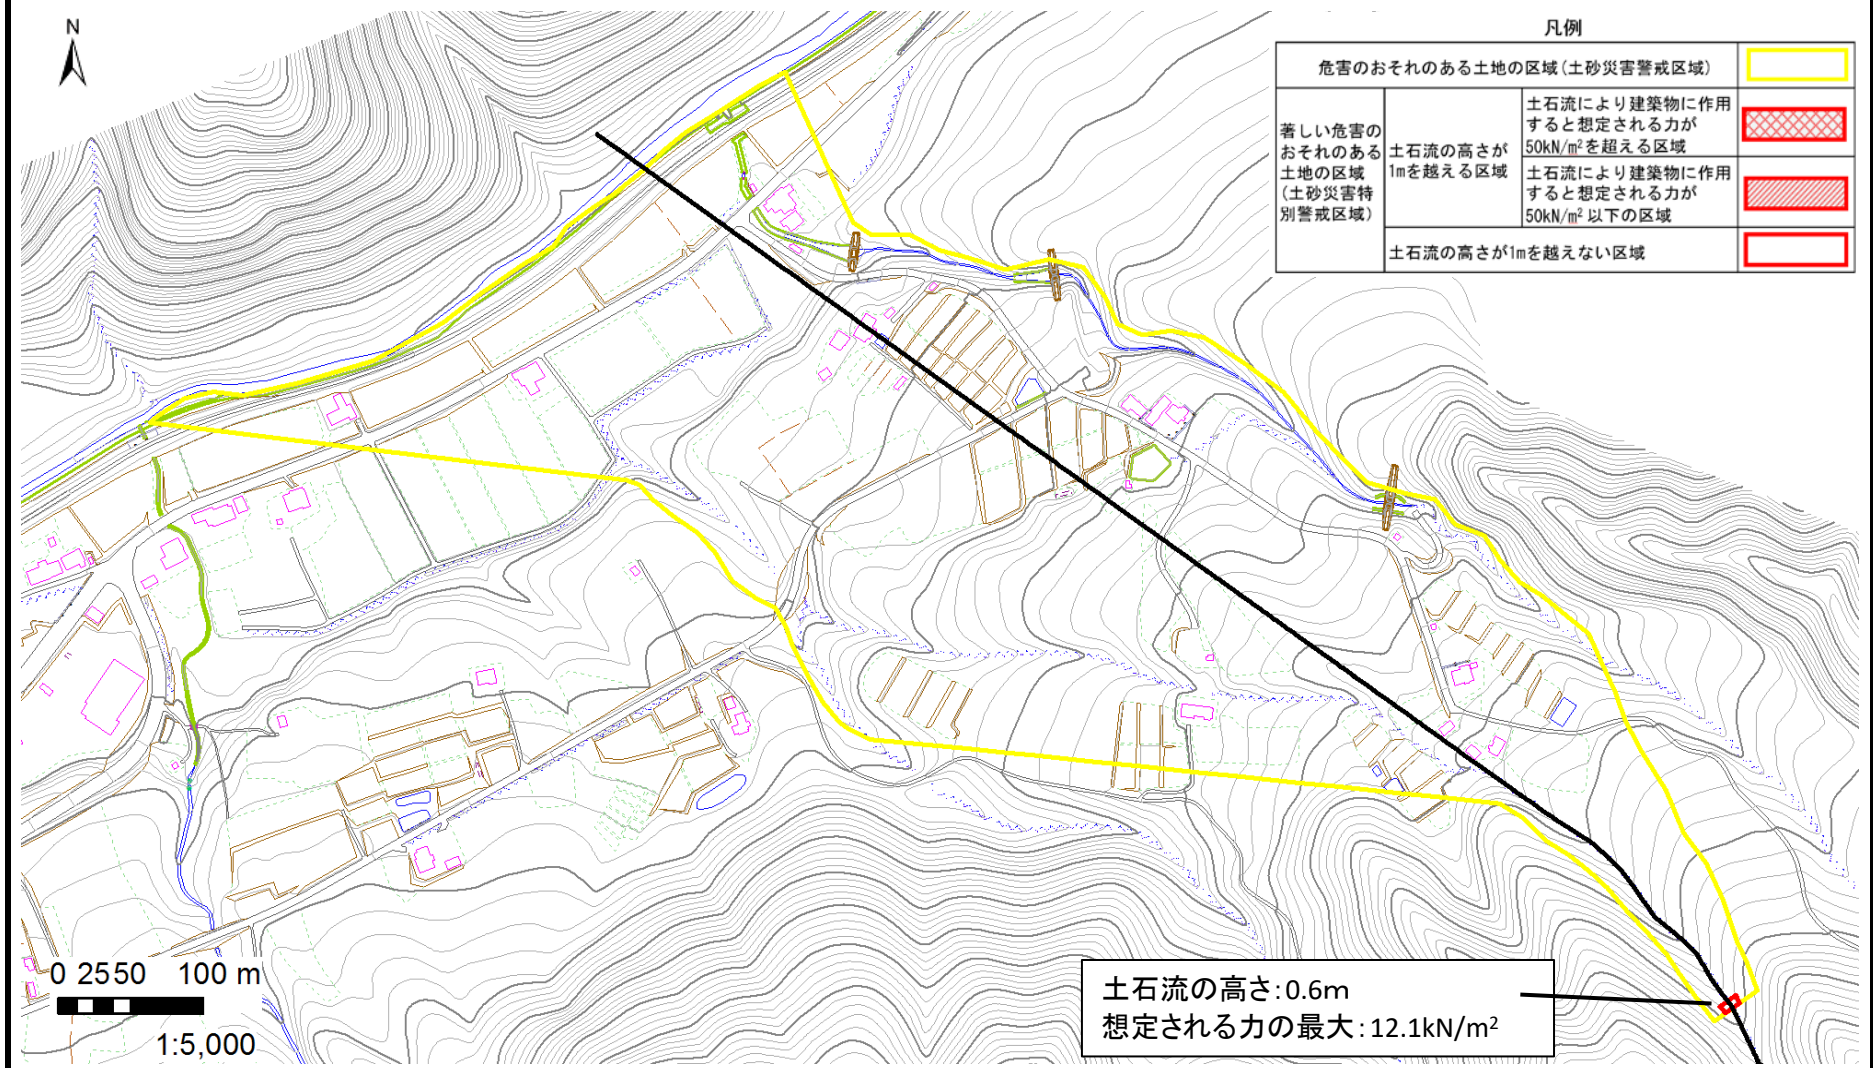 N
凡例
危害のおそれのある土地の区域(土砂災害警戒区域)
著しい危害の
おそれのある
土地の区域
(土砂災害特
別警戒区域)
土石流の高さが
1mを越える区域
土石流により建築物に作用
すると想定される力が
50kN/m²を超える区域
土石流により建築物に作用
すると想定される力が
50kN/m² 以下の区域
土石流の高さが1mを越えない区域
0 2550 100 m
1:5,000
土石流の高さ:0.6m
想定される力の最大:12.1kN/m²